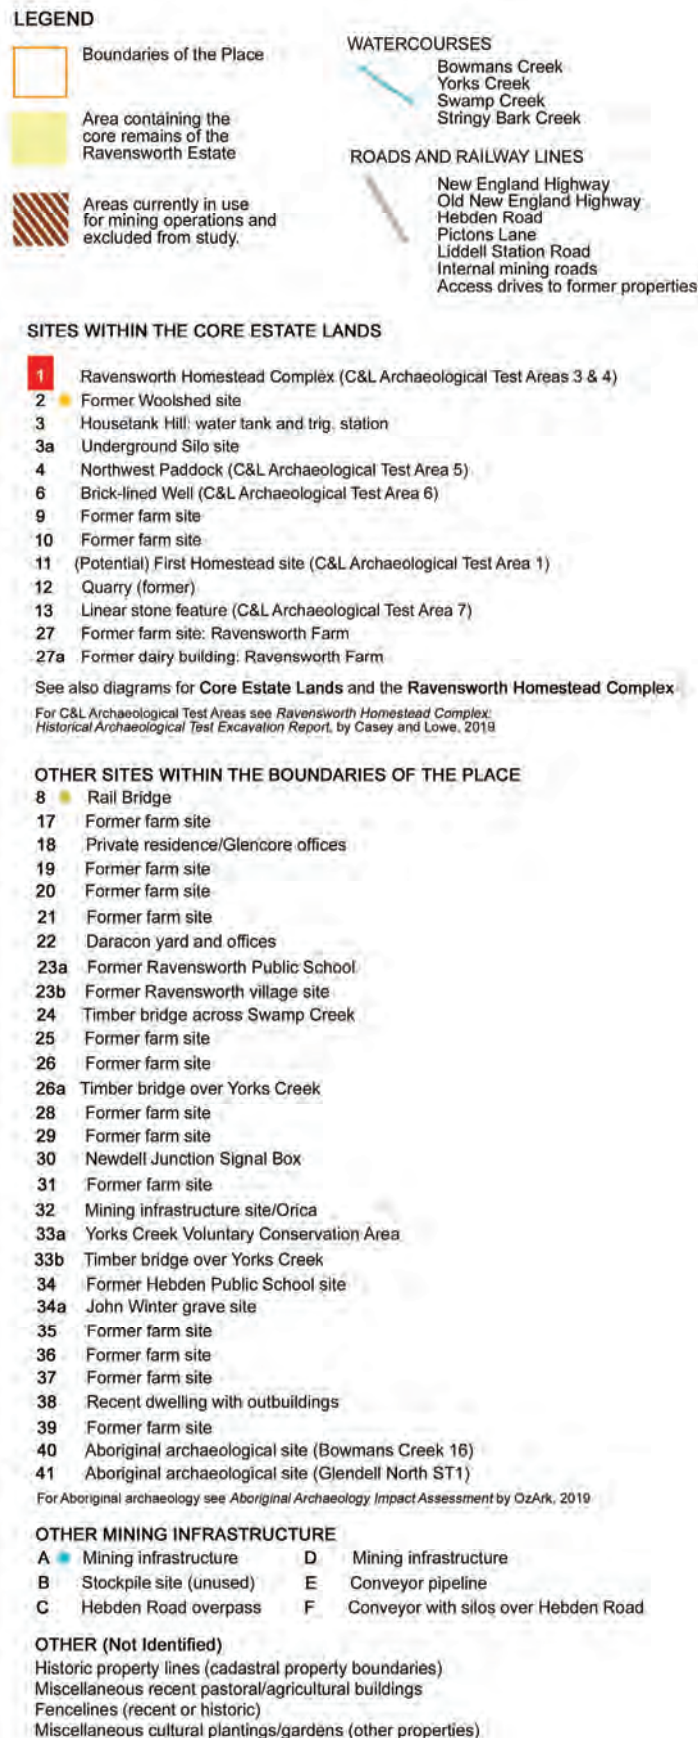 LEGEND
Boundaries of the Place
Area containing the
core remains of the
Ravensworth Estate
Areas currently in use
for mining operations and
excluded from study.
WATERCOURSES
Bowmans Creek
Yorks Creek
Swamp Creek
Stringy Bark Creek
ROADS AND RAILWAY LINES
New England Highway
Old New England Highway
Hebden Road
Pictons Lane
Liddell Station Road
Internal mining roads
Access drives to former properties
SITES WITHIN THE CORE ESTATE LANDS
1 Ravensworth Homestead Complex (C&L Archaeological Test Areas 3 & 4)
2 Former Woolshed site
3 Housetank Hill: water tank and trig. station
3a Underground Silo site
4 Northwest Paddock (C&L Archaeological Test Area 5)
6 Brick-lined Well (C&L Archaeological Test Area 6)
9 Former farm site
10 Former farm site
11 (Potential) First Homestead site (C&L Archaeological Test Area 1)
12 Quarry (former)
13 Linear stone feature (C&L Archaeological Test Area 7)
27 Former farm site: Ravensworth Farm
27a Former dairy building: Ravensworth Farm
See also diagrams for Core Estate Lands and the Ravensworth Homestead Complex
For C&L Archaeological Test Areas see Ravensworth Homestead Complex:
Historical Archaeological Test Excavation Report, by Casey and Lowe, 2019
OTHER SITES WITHIN THE BOUNDARIES OF THE PLACE
8 Rail Bridge
17 Former farm site
18 Private residence/Glencore offices
19 Former farm site
20 Former farm site
21 Former farm site
22 Daracon yard and offices
23a Former Ravensworth Public School
23b Former Ravensworth village site
24 Timber bridge across Swamp Creek
25 Former farm site
26 Former farm site
26a Timber bridge over Yorks Creek
28 Former farm site
29 Former farm site
30 Newdell Junction Signal Box
31 Former farm site
32 Mining infrastructure site/Orica
33a Yorks Creek Voluntary Conservation Area
33b Timber bridge over Yorks Creek
34 Former Hebden Public School site
34a John Winter grave site
35 Former farm site
36 Former farm site
37 Former farm site
38 Recent dwelling with outbuildings
39 Former farm site
40 Aboriginal archaeological site (Bowmans Creek 16)
41 Aboriginal archaeological site (Glendell North ST1)
For Aboriginal archaeology see Aboriginal Archaeology Impact Assessment by OzArk, 2019
OTHER MINING INFRASTRUCTURE
A Mining infrastructure D Mining infrastructure
B Stockpile site (unused) E Conveyor pipeline
C Hebden Road overpass F Conveyor with silos over Hebden Road
OTHER (Not Identified)
Historic property lines (cadastral property boundaries)
Miscellaneous recent pastoral/agricultural buildings
Fencelines (recent or historic)
Miscellaneous cultural plantings/gardens (other properties)